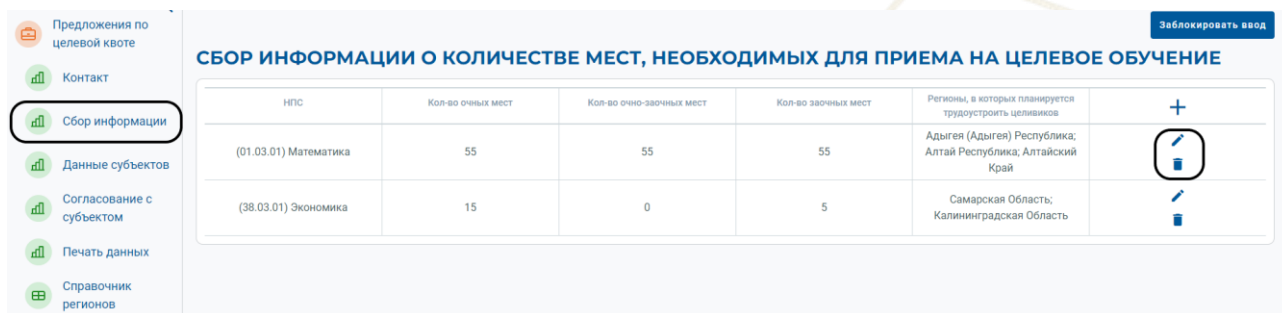 Предложения по
целевой квоте
Контакт
Сбор информации
Данные субъектов
Согласование с
субъектом
Печать данных
Справочник
регионов
Заблокировать ввод
СБОР ИНФОРМАЦИИ О КОЛИЧЕСТВЕ МЕСТ, НЕОБХОДИМЫХ ДЛЯ ПРИЕМА НА ЦЕЛЕВОЕ ОБУЧЕНИЕ
НПС Кол-во очных мест Кол-во очно-заочных мест Кол-во заочных мест Регионы, в которых планируется
трудоустроить целивиков
(01.03.01) Математика 55 55 55 Адыгея (Адыгея) Республика;
Алтай Республика; Алтайский
Край
(38.03.01) Экономика 15 0 5 Самарская Область;
Калининградская Область